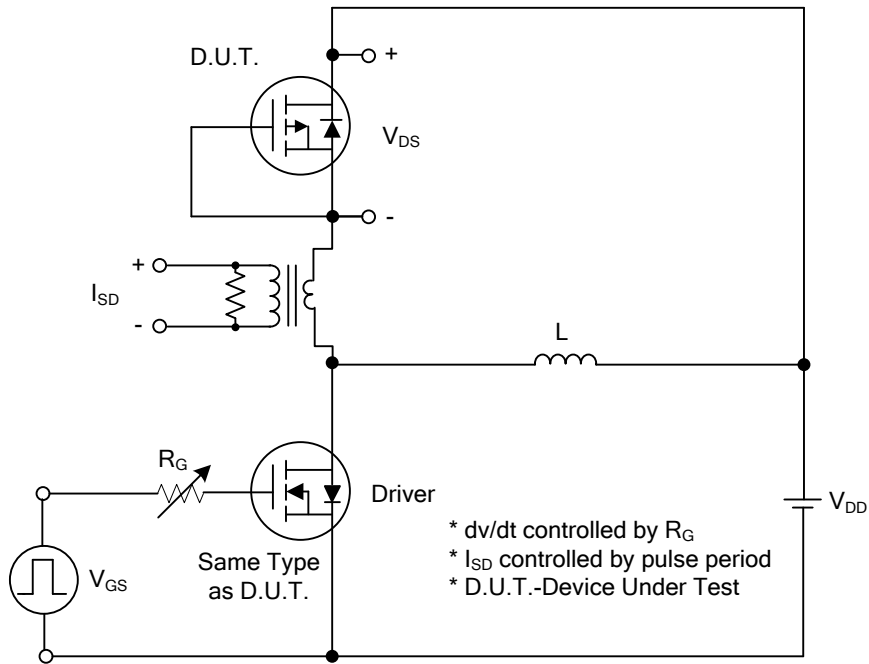 D.U.T.
+
VDS
-
+
ISD
-
L
RG
Driver
VDD
* dv/dt controlled by RG
* ISD controlled by pulse period
* D.U.T.-Device Under Test
Same Type
as D.U.T.
VGS